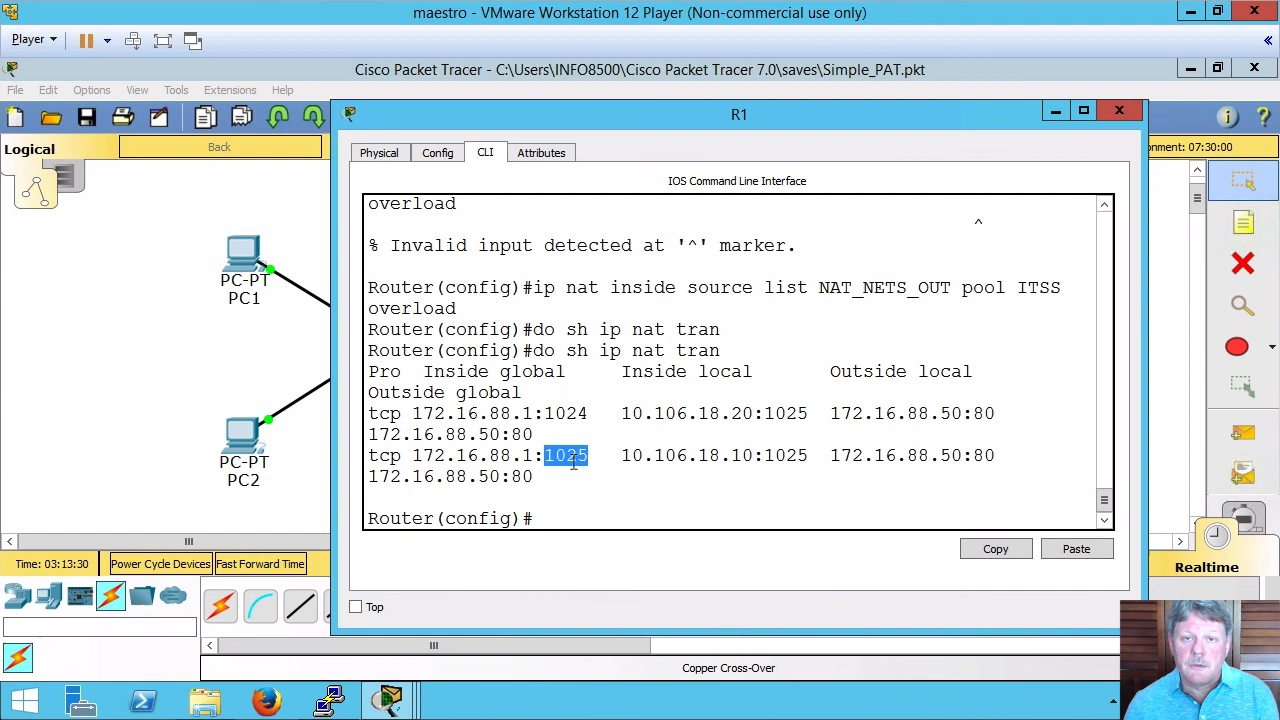 maestro - VMware Workstation 12 Player (Non-commercial use only)
Player
Cisco Packet Tracer - C:\Users\INFO8500\Cisco Packet Tracer 7.0\saves\Simple_PAT.pkt
File Edit Options View Tools Extensions Help
Logical
Back
onment: 07:30:00
R1
Physical Config CLI Attributes
IOS Command Line Interface
overload
^
% Invalid input detected at '^' marker.
Router(config)#ip nat inside source list NAT_NETS_OUT pool ITSS
overload
Router(config)#do sh ip nat tran
Router(config)#do sh ip nat tran
Pro Inside global Inside local Outside local
Outside global
tcp 172.16.88.1:1024 10.106.18.20:1025 172.16.88.50:80
172.16.88.50:80
tcp 172.16.88.1:1025 10.106.18.10:1025 172.16.88.50:80
172.16.88.50:80
Router(config)#
Copy Paste
Top
PC-PT
PC1
PC-PT
PC2
Time: 03:13:30 Power Cycle Devices Fast Forward Time
Realtime
Copper Cross-Over